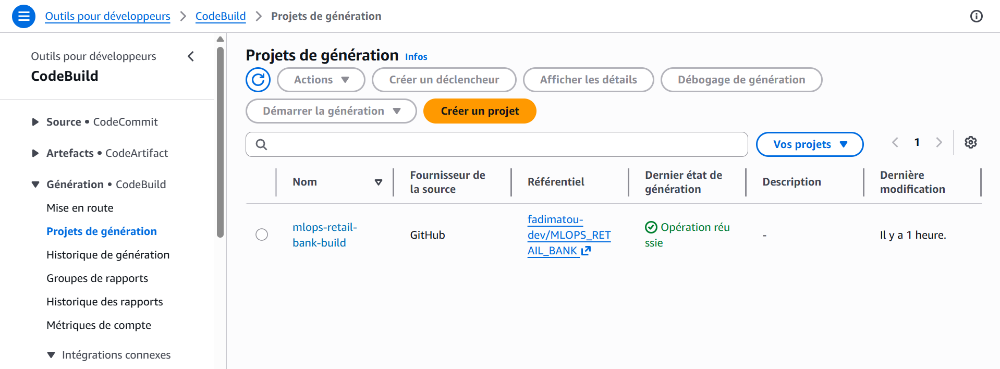 Outils pour développeurs > CodeBuild > Projets de génération
Outils pour développeurs
CodeBuild
Source • CodeCommit
Artefacts • CodeArtifact
Génération • CodeBuild
Mise en route
Projets de génération
Historique de génération
Groupes de rapports
Historique des rapports
Métriques de compte
Intégrations connexes
Projets de génération Infos
Actions Créer un déclencheur Afficher les détails Débogage de génération
Démarrer la génération Créer un projet
Vos projets 1
Nom
Fournisseur de
la source
Référentiel
Dernier état de
génération
Description
Dernière
modification
mlops-retail-
bank-build
GitHub
fadimatou-
dev/MLOPS_RET
AIL_BANK
Opération réu
ssie
-
Il y a 1 heure.